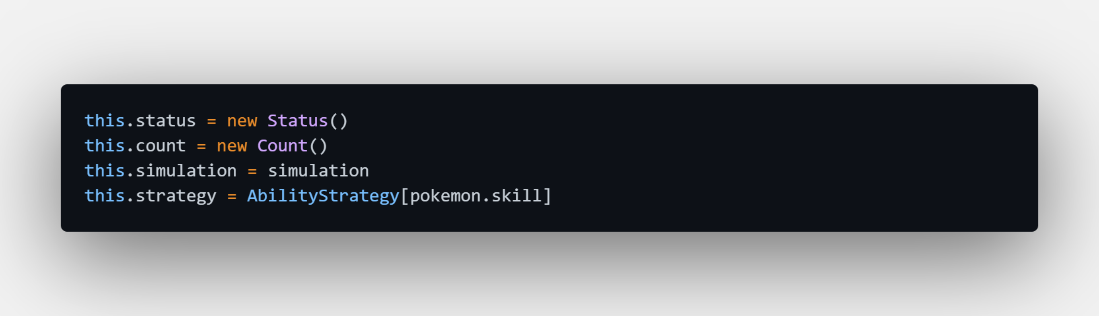 this.status = new Status()
this.count = new Count()
this.simulation = simulation
this.strategy = AbilityStrategy[pokemon.skill]